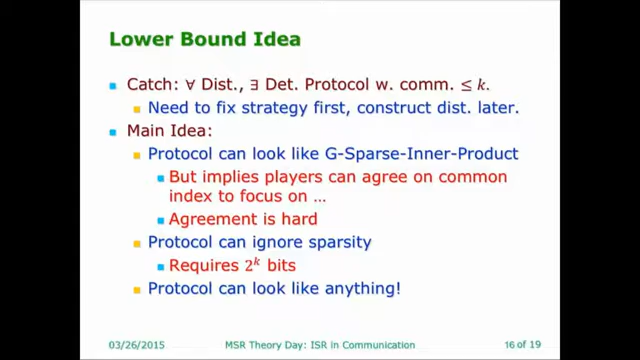 Lower Bound Idea
Catch: ∀ Dist., ∃ Det. Protocol w. comm. ≤ k.
Need to fix strategy first, construct dist. later.
Main Idea:
Protocol can look like G-Sparse-Inner-Product
But implies players can agree on common
index to focus on ...
Agreement is hard
Protocol can ignore sparsity
Requires 2^k bits
Protocol can look like anything!
03/26/2015 MSR Theory Day: ISR in Communication 16 of 19